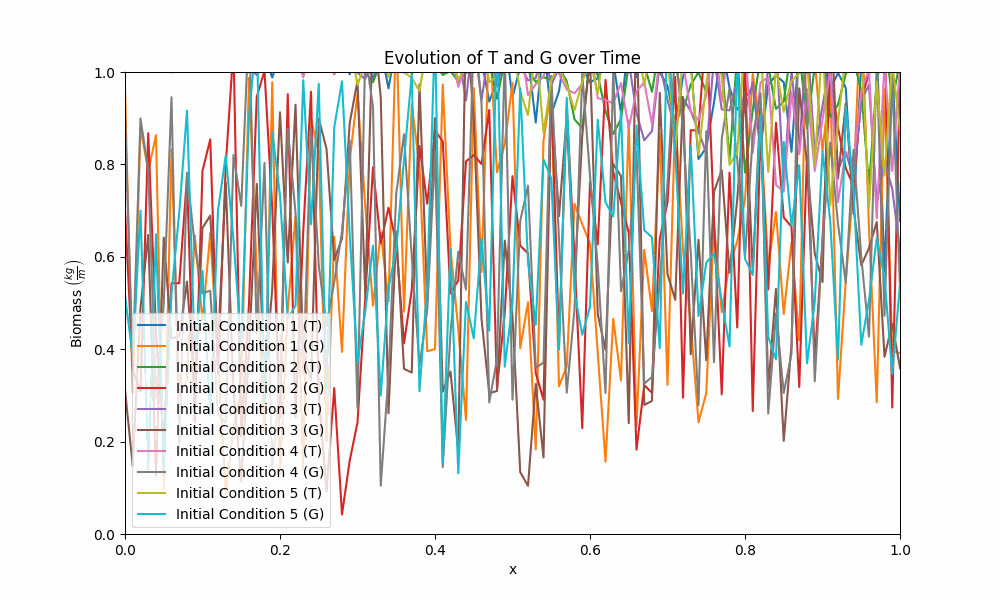 Evolution of T and G over Time
Biomass (kg/m)
1.0
0.8
0.6
0.4
0.2
0.0
Initial Condition 1 (T)
Initial Condition 1 (G)
Initial Condition 2 (T)
Initial Condition 2 (G)
Initial Condition 3 (T)
Initial Condition 3 (G)
Initial Condition 4 (T)
Initial Condition 4 (G)
Initial Condition 5 (T)
Initial Condition 5 (G)
0.0 0.2 0.4 0.6 0.8 1.0
x